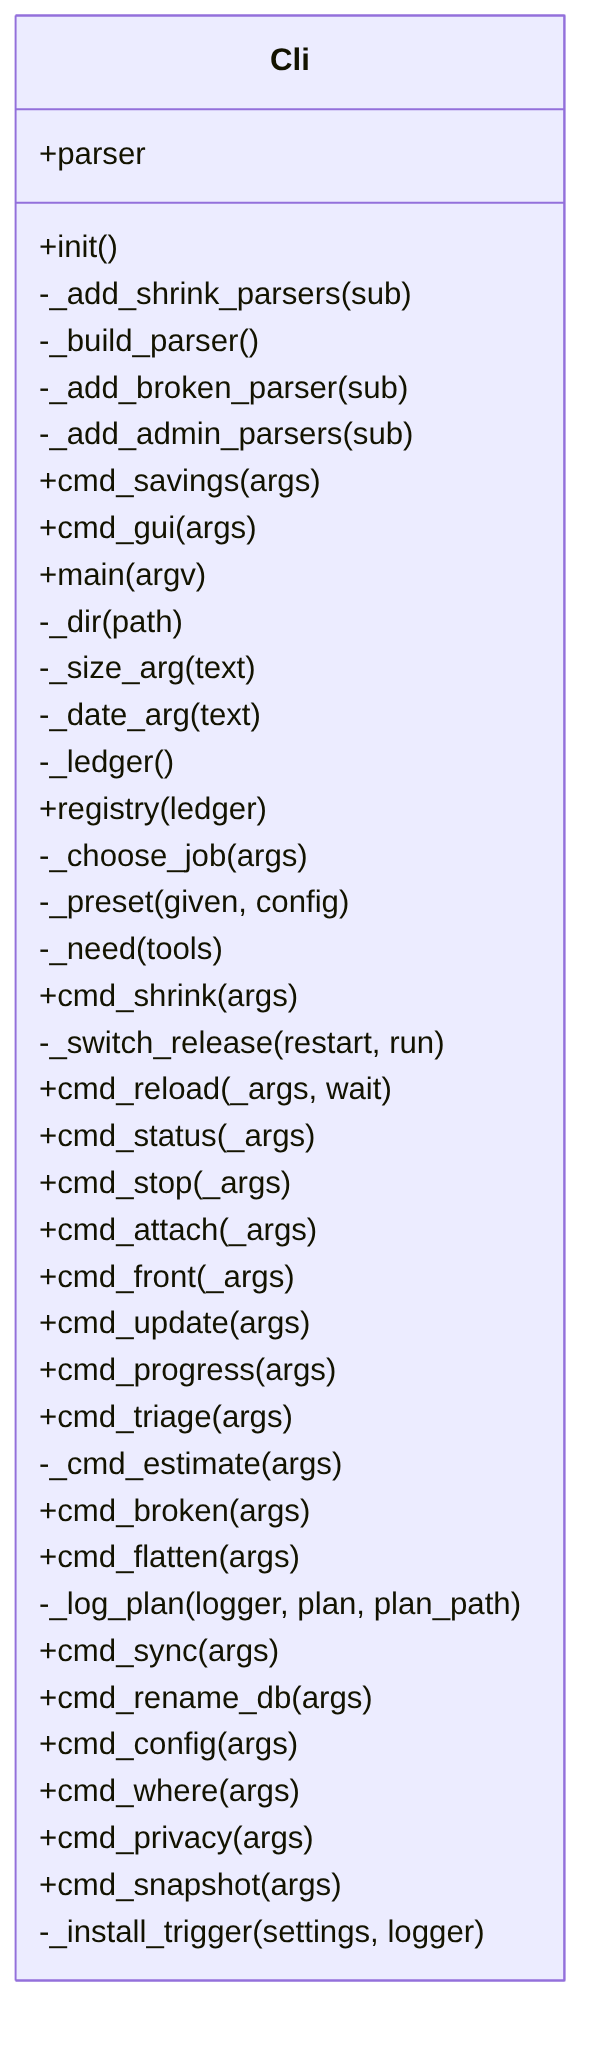 Cli
+parser
+init()
-_add_shrink_parsers(sub)
-_build_parser()
-_add_broken_parser(sub)
-_add_admin_parsers(sub)
+cmd_savings(args)
+cmd_gui(args)
+main(argv)
-_dir(path)
-_size_arg(text)
-_date_arg(text)
-_ledger()
+registry(ledger)
-_choose_job(args)
-_preset(given, config)
-_need(tools)
+cmd_shrink(args)
-_switch_release(restart, run)
+cmd_reload(_args, wait)
+cmd_status(_args)
+cmd_stop(_args)
+cmd_attach(_args)
+cmd_front(_args)
+cmd_update(args)
+cmd_progress(args)
+cmd_triage(args)
-_cmd_estimate(args)
+cmd_broken(args)
+cmd_flatten(args)
-_log_plan(logger, plan, plan_path)
+cmd_sync(args)
+cmd_rename_db(args)
+cmd_config(args)
+cmd_where(args)
+cmd_privacy(args)
+cmd_snapshot(args)
-_install_trigger(settings, logger)